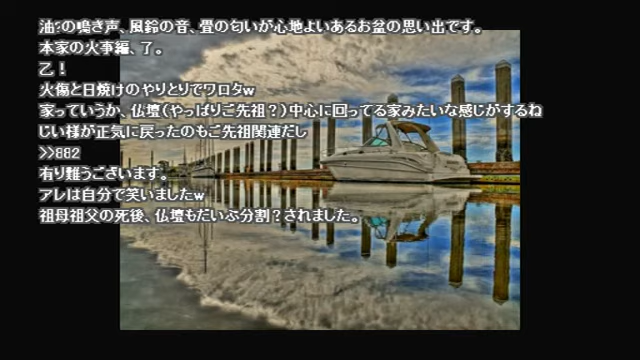 油?の鳴き声、風鈴の音、畳の匂いが心地よいあるお盆の思い出です。
本家の火事編、了。
乙！
火傷と日焼けのやりとりでワロタw
家っていうか、仏壇（やっぱりご先祖？）中心に回ってる家みたいな感じがするね
じい様が正気に戻ったのもご先祖関連だし
>>882
有り難うございます。
アレは自分で笑いましたw
祖母祖父の死後、仏壇もだいぶ分割？されました。